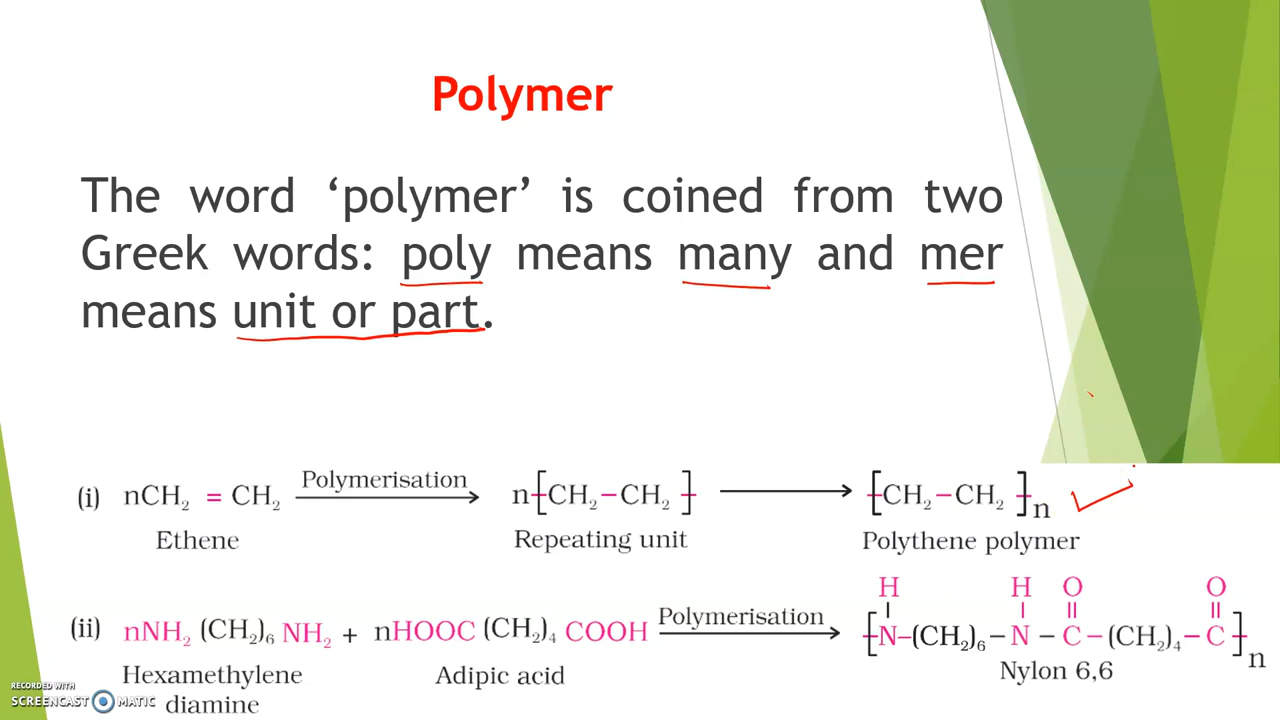 Polymer
The word ‘polymer’ is coined from two
Greek words: poly means many and mer
means unit or part.
(i) nCH₂ = CH₂ Polymerisation n[CH₂ – CH₂] [CH₂ – CH₂]n
Ethene Repeating unit Polythene polymer
H H O O
(ii) nNH₂ (CH₂)₆ NH₂ + nHOOC (CH₂)₄ COOH Polymerisation [N – (CH₂)₆ – N – C – (CH₂)₄ – C]n
Hexamethylene Adipic acid Nylon 6,6
diamine
RECORDED WITH
SCREENCAST MATIC